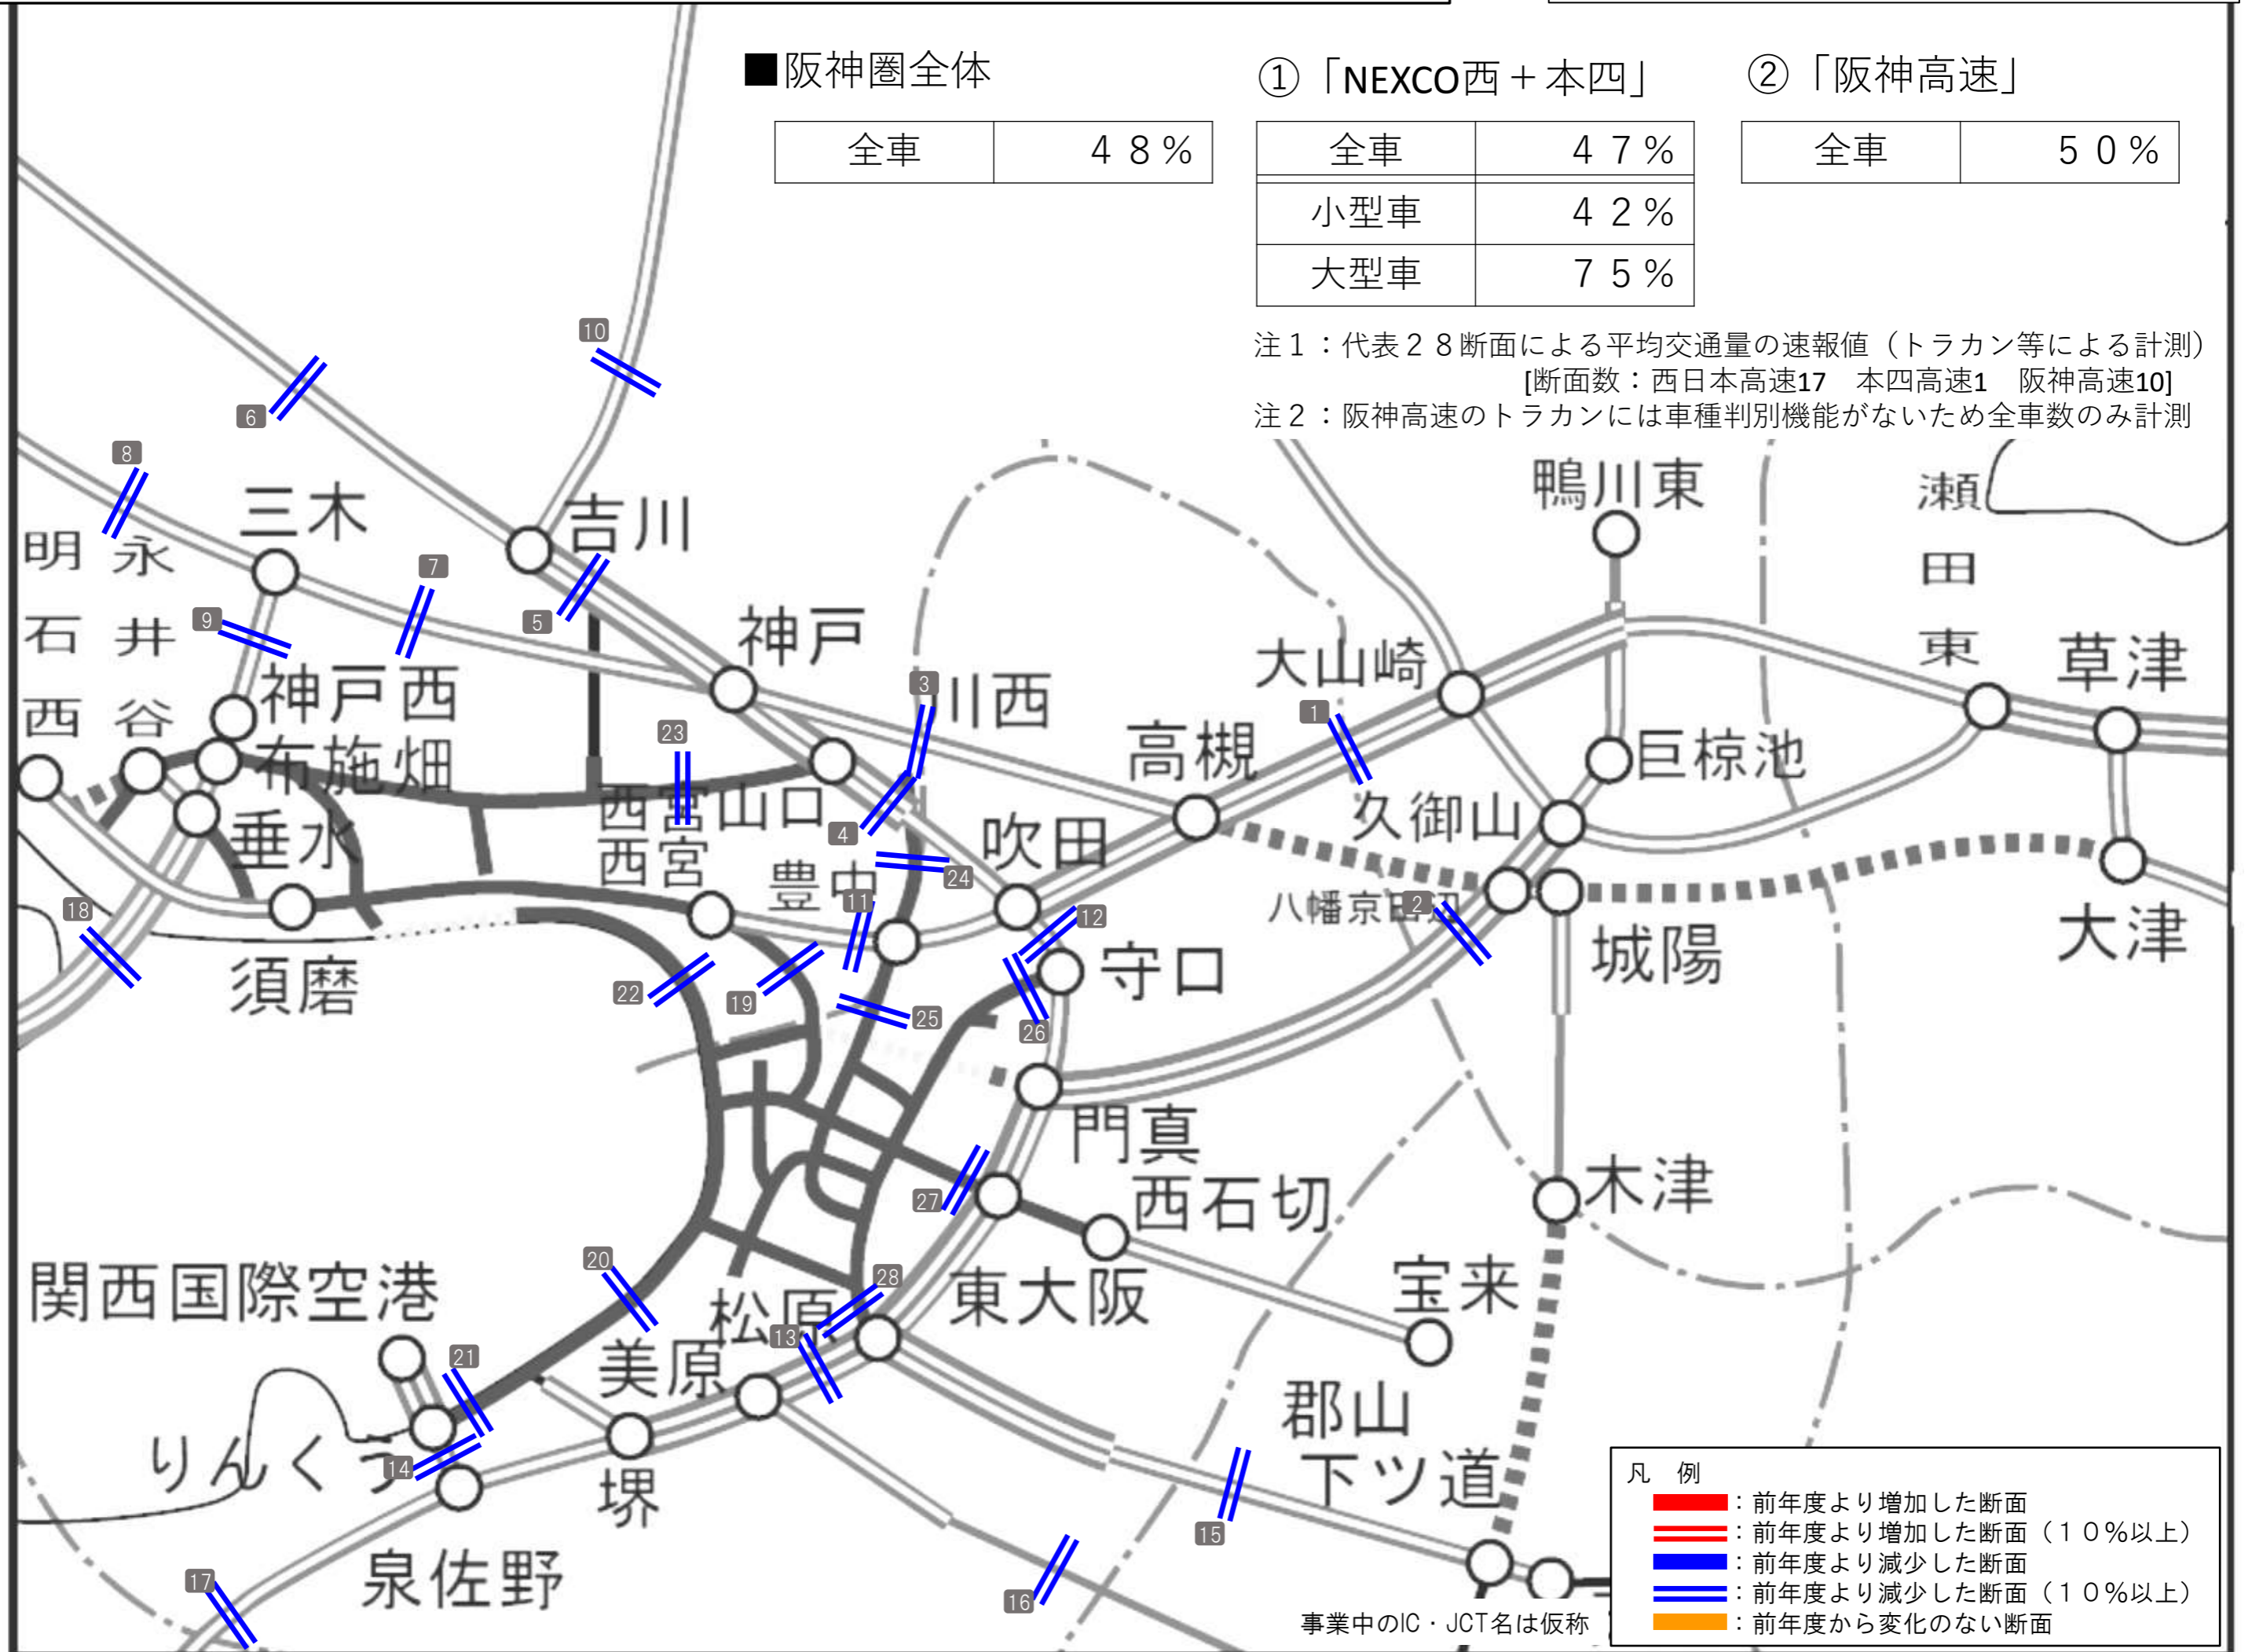 ■阪神圏全体
全車 ４８%
①「NEXCO西＋本四」
全車 ４７%
小型車 ４２%
大型車 ７５%
②「阪神高速」
全車 ５０%
注１：代表２８断面による平均交通量の速報値（トラカン等による計測）
[断面数：西日本高速17　本四高速1　阪神高速10]
注２：阪神高速のトラカンには車種判別機能がないため全車数のみ計測
10
6
8
三木
吉川
鴨川東
瀬田東
明石西
永井谷
7
5
9
神戸
大山崎
草津
神戸西
3
川西
1
高槻
巨椋池
布施畑
23
西宮山口
4
吹田
久御山
垂水
西宮
豊中
24
11
12
八幡京田辺
2
18
須磨
22
19
25
26
守口
城陽
大津
門真
27
西石切
木津
関西国際空港
20
28
松原
13
東大阪
宝来
21
美原
りんくう
14
堺
郡山下ツ道
15
17
泉佐野
16
事業中のIC・JCT名は仮称
凡　例
：前年度より増加した断面
：前年度より増加した断面（１０％以上）
：前年度より減少した断面
：前年度より減少した断面（１０％以上）
：前年度から変化のない断面